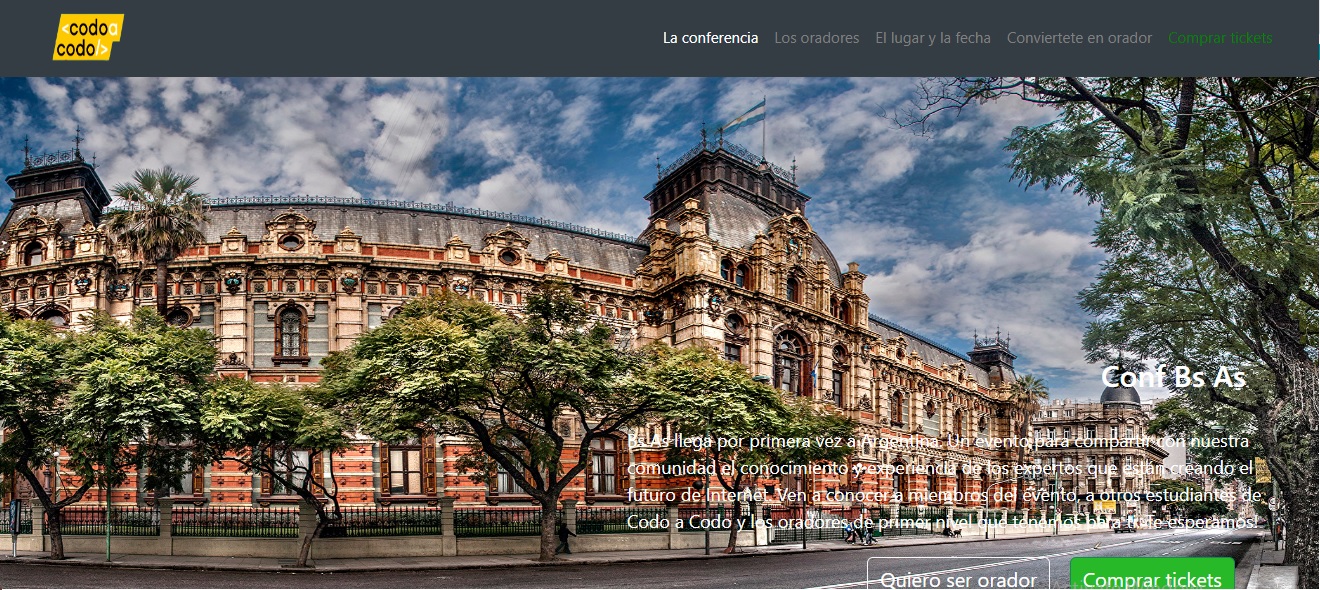 <codo a
codo/>
La conferencia Los oradores El lugar y la fecha Conviertete en orador Comprar tickets
Conf Bs As
Bs As llega por primera vez a Argentina. Un evento para compartir con nuestra
comunidad el conocimiento y experiencia de los expertos que están creando el
futuro de Internet. Ven a conocer a miembros del evento, a otros estudiantes de
Codo a Codo y los oradores de primer nivel que tenemos para ti. Te esperamos!
Quiero ser orador Comprar tickets